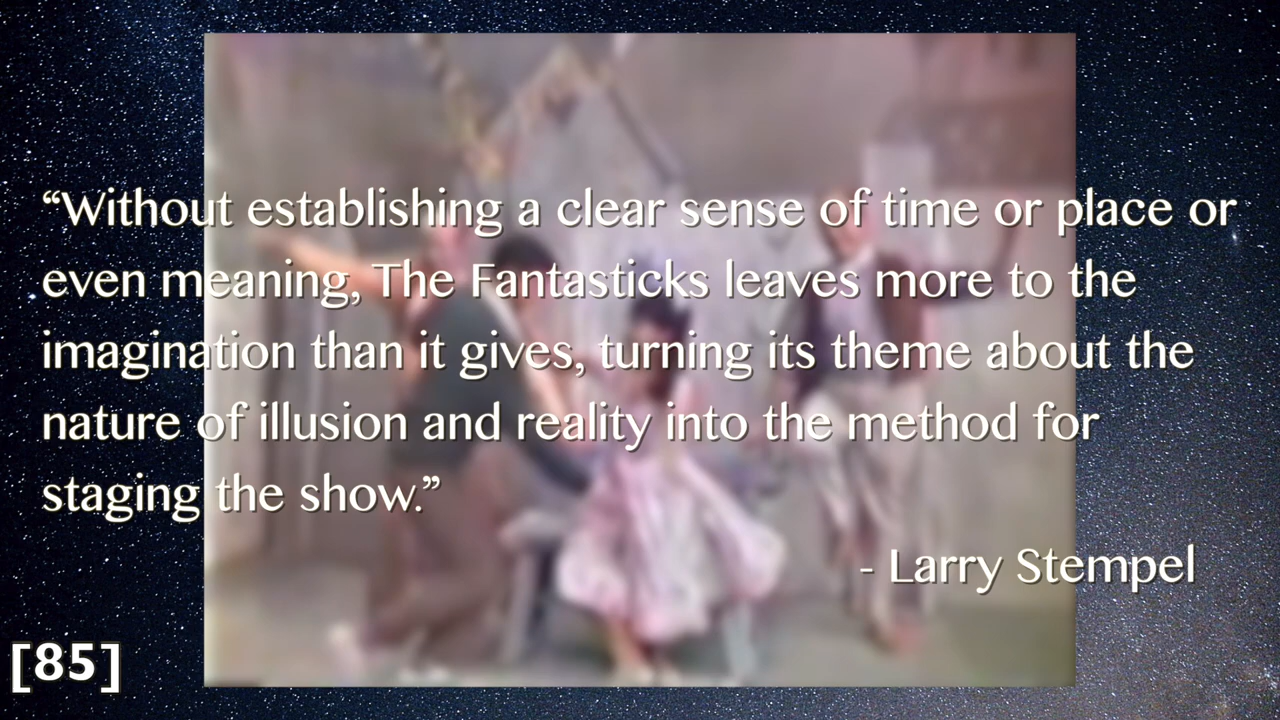 “Without establishing a clear sense of time or place or
even meaning, The Fantasticks leaves more to the
imagination than it gives, turning its theme about the
nature of illusion and reality into the method for
staging the show.”
- Larry Stempel
[85]